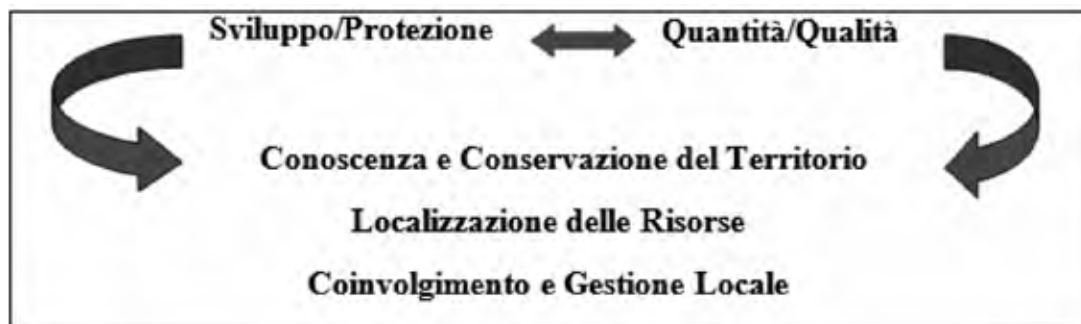 Sviluppo/Protezione Quantità/Qualità
Conoscenza e Conservazione del Territorio
Localizzazione delle Risorse
Coinvolgimento e Gestione Locale